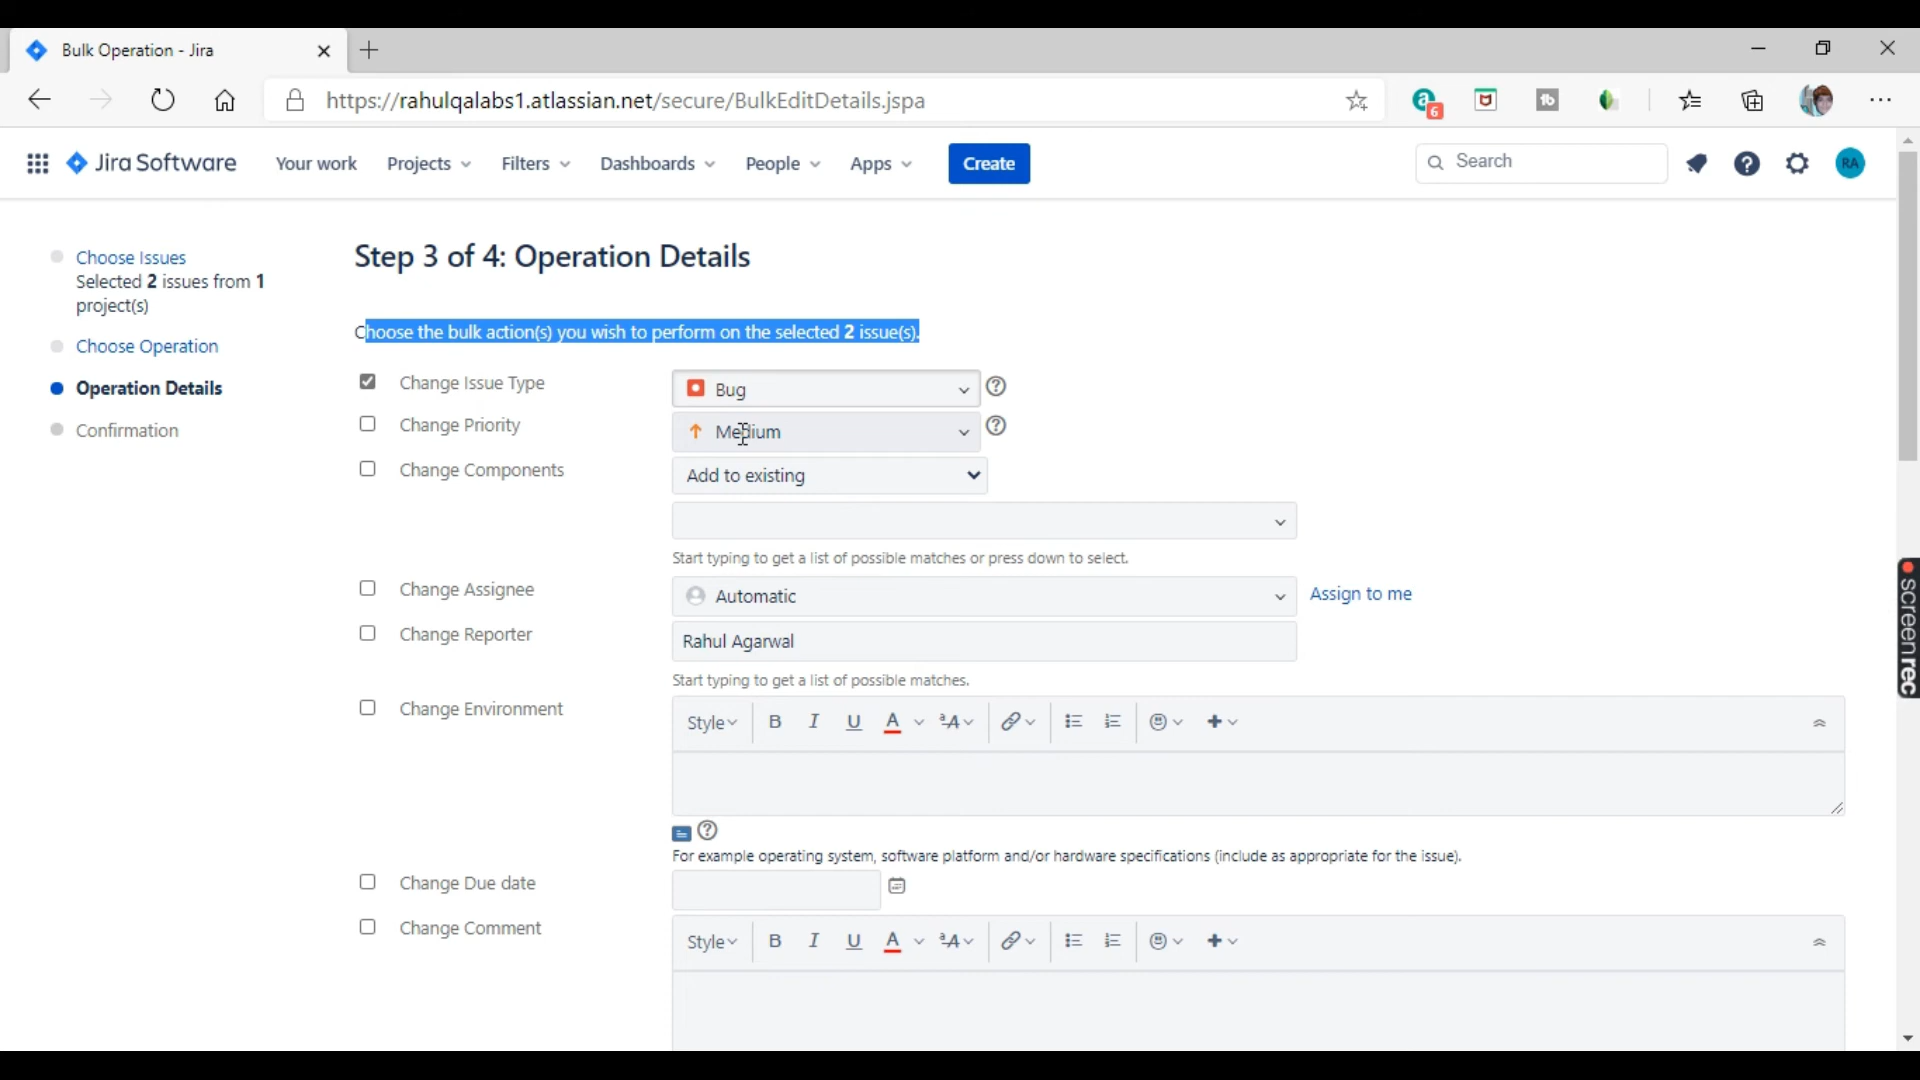 Bulk Operation - Jira
https://rahulqalabs1.atlassian.net/secure/BulkEditDetails.jspa
a 6
tb
Jira Software
Your work
Projects
Filters
Dashboards
People
Apps
Create
Search
RA
Choose Issues
Selected 2 issues from 1
project(s)
Choose Operation
Operation Details
Confirmation
Step 3 of 4: Operation Details
Choose the bulk action(s) you wish to perform on the selected 2 issue(s).
Change Issue Type
Bug
Change Priority
Medium
Change Components
Add to existing
Start typing to get a list of possible matches or press down to select.
Change Assignee
Automatic
Assign to me
Change Reporter
Rahul Agarwal
Start typing to get a list of possible matches.
Change Environment
Style B I U A ᵃA
For example operating system, software platform and/or hardware specifications (include as appropriate for the issue).
Change Due date
Change Comment
Style B I U A ᵃA
screenrec